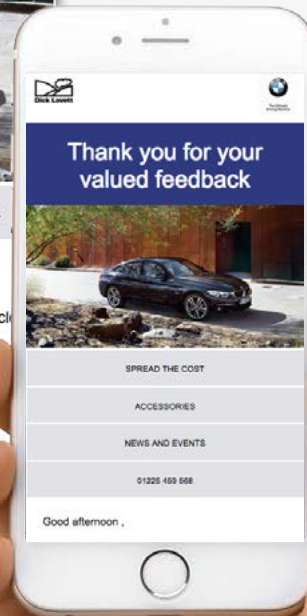 Dick Lovett
Thank you for your
valued feedback
SPREAD THE COST
ACCESSORIES
NEWS AND EVENTS
01225 459 568
Good afternoon ,